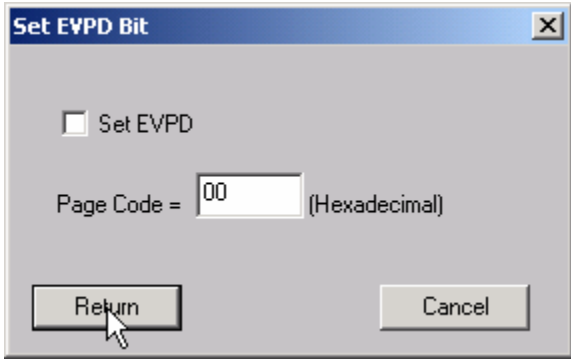 Set EVPD Bit
Set EVPD
Page Code = 00 (Hexadecimal)
Return Cancel